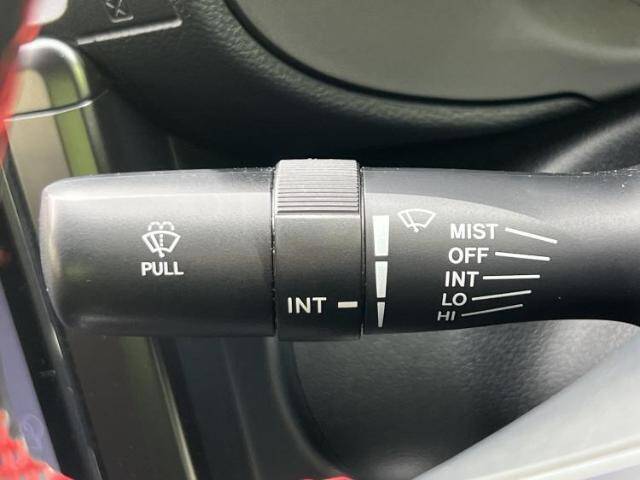 PULL
INT
MIST
OFF
INT
LO
HI